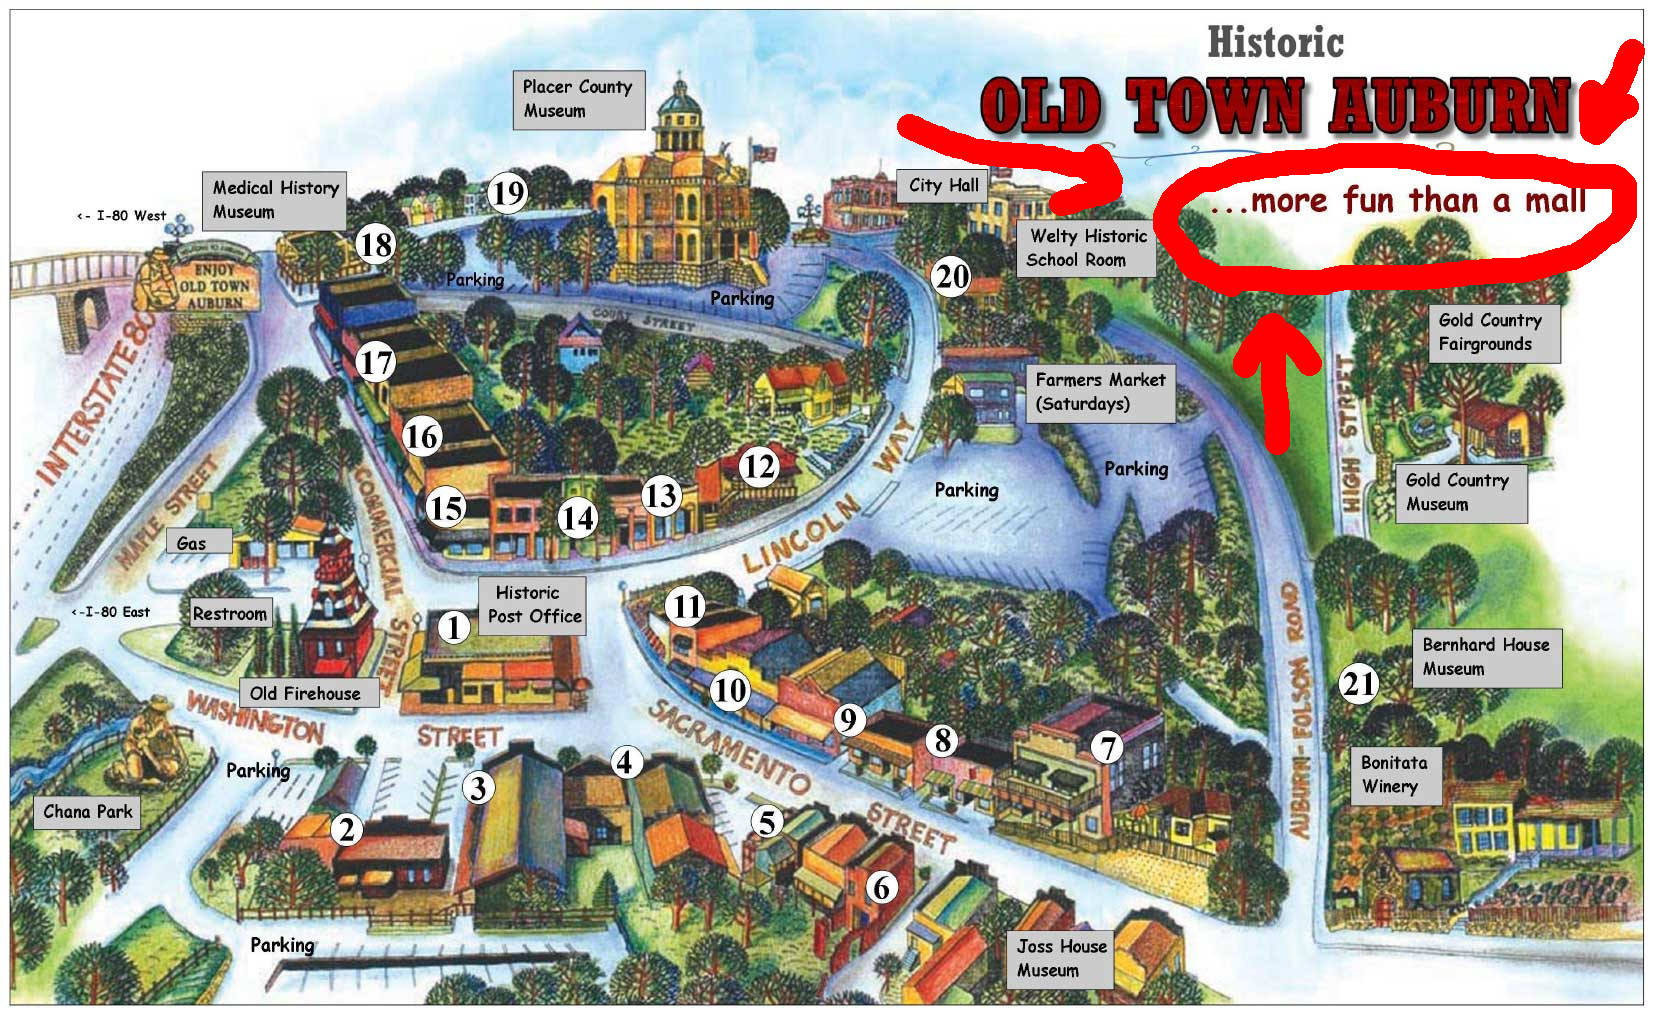 Historic
OLD TOWN AUBURN
...more fun than a mall
Placer County
Museum
Medical History
Museum
<- I-80 West
ENJOY
OLD TOWN
AUBURN
19
18
City Hall
Welty Historic
School Room
20
Parking
Parking
COURT STREET
Gold Country
Fairgrounds
17
INTERSTATE 80
Farmers Market
(Saturdays)
HIGH STREET
16
12
LINCOLN WAY
Parking
Parking
Gold Country
Museum
MAPLE STREET
COMMERCIAL STREET
15
14
13
Gas
<-I-80 East
Restroom
Historic
Post Office
1
11
AUBURN-FOLSOM ROAD
Bernhard House
Museum
21
Old Firehouse
WASHINGTON STREET
10
SACRAMENTO STREET
9
8
7
Bonitata
Winery
Chana Park
Parking
3
4
2
5
6
Parking
Joss House
Museum